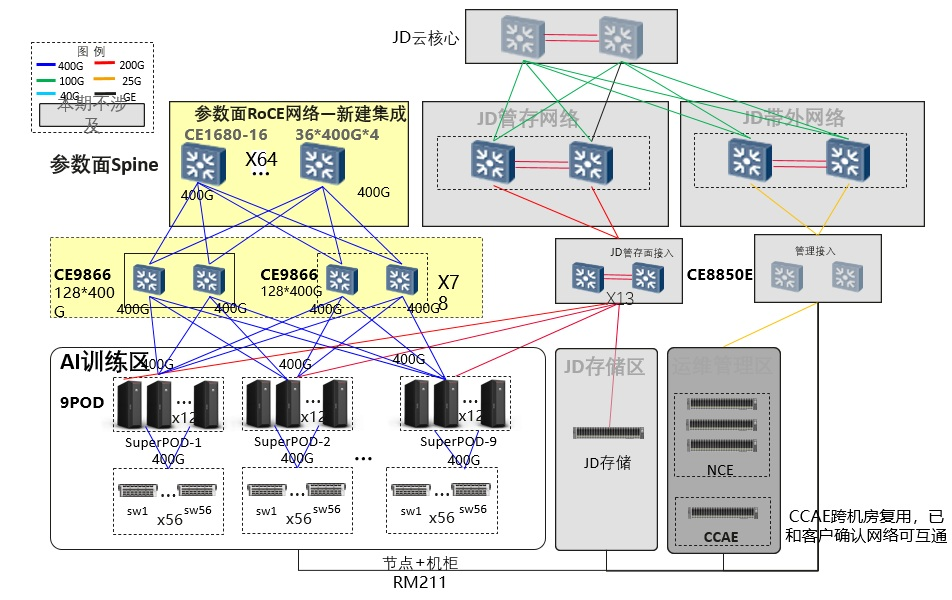 JD云核心
图 例
400G
200G
100G
25G
40G
GE
本期不涉
及
参数面RoCE网络—新建集成
CE1680-16
36*400G*4
JD管存网络
JD带外网络
参数面Spine
X64
...
400G
400G
CE9866
128*400
G
CE9866
128*400G
X7
8
400G
400G
400G
400G
JD管存面接入
X13
CE8850E
管理接入
AI训练区
400G
400G
400G
9POD
...
x12
...
x12
...
x12
SuperPOD-1
SuperPOD-2
SuperPOD-9
400G
400G
400G
...
...
sw1
sw56
x56
...
sw1
sw56
x56
...
sw1
sw56
x56
JD存储区
JD存储
运维管理区
NCE
CCAE
CCAE跨机房复用，已
和客户确认网络可互通
节点+机柜
RM211